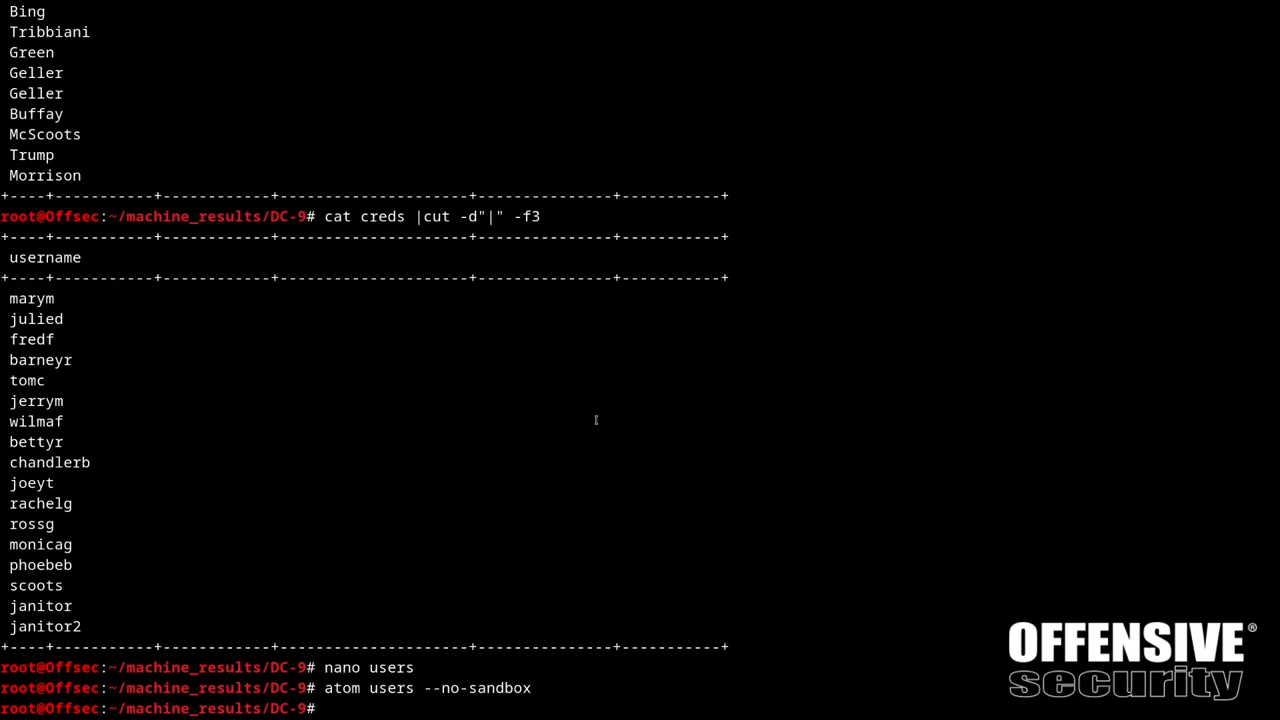 Bing
Tribbiani
Green
Geller
Geller
Buffay
McScoots
Trump
Morrison
+----+-----------+------------+---------------------+---------------+-----------+
root@Offsec:~/machine_results/DC-9# cat creds |cut -d"|" -f3
+----+-----------+------------+---------------------+---------------+-----------+
username
+----+-----------+------------+---------------------+---------------+-----------+
marym
julied
fredf
barneyr
tomc
jerrym
wilmaf
bettyr
chandlerb
joeyt
rachelg
rossg
monicag
phoebeb
scoots
janitor
janitor2
+----+-----------+------------+---------------------+---------------+-----------+
root@Offsec:~/machine_results/DC-9# nano users
root@Offsec:~/machine_results/DC-9# atom users --no-sandbox
root@Offsec:~/machine_results/DC-9#
OFFENSIVE®
security